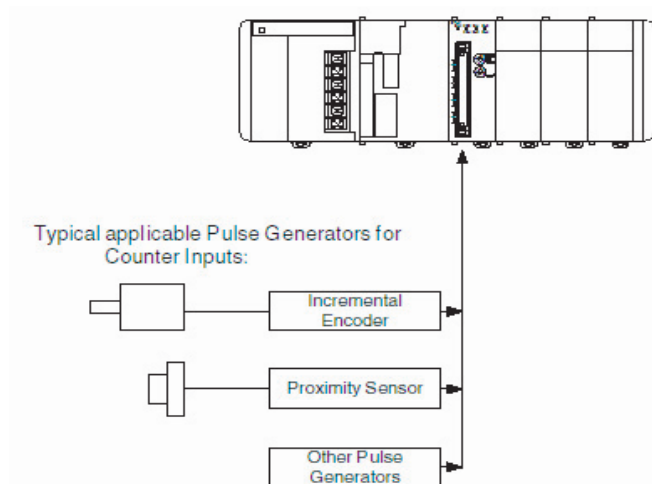 Typical applicable Pulse Generators for
Counter Inputs:
Incremental
Encoder
Proximity Sensor
Other Pulse
Generators